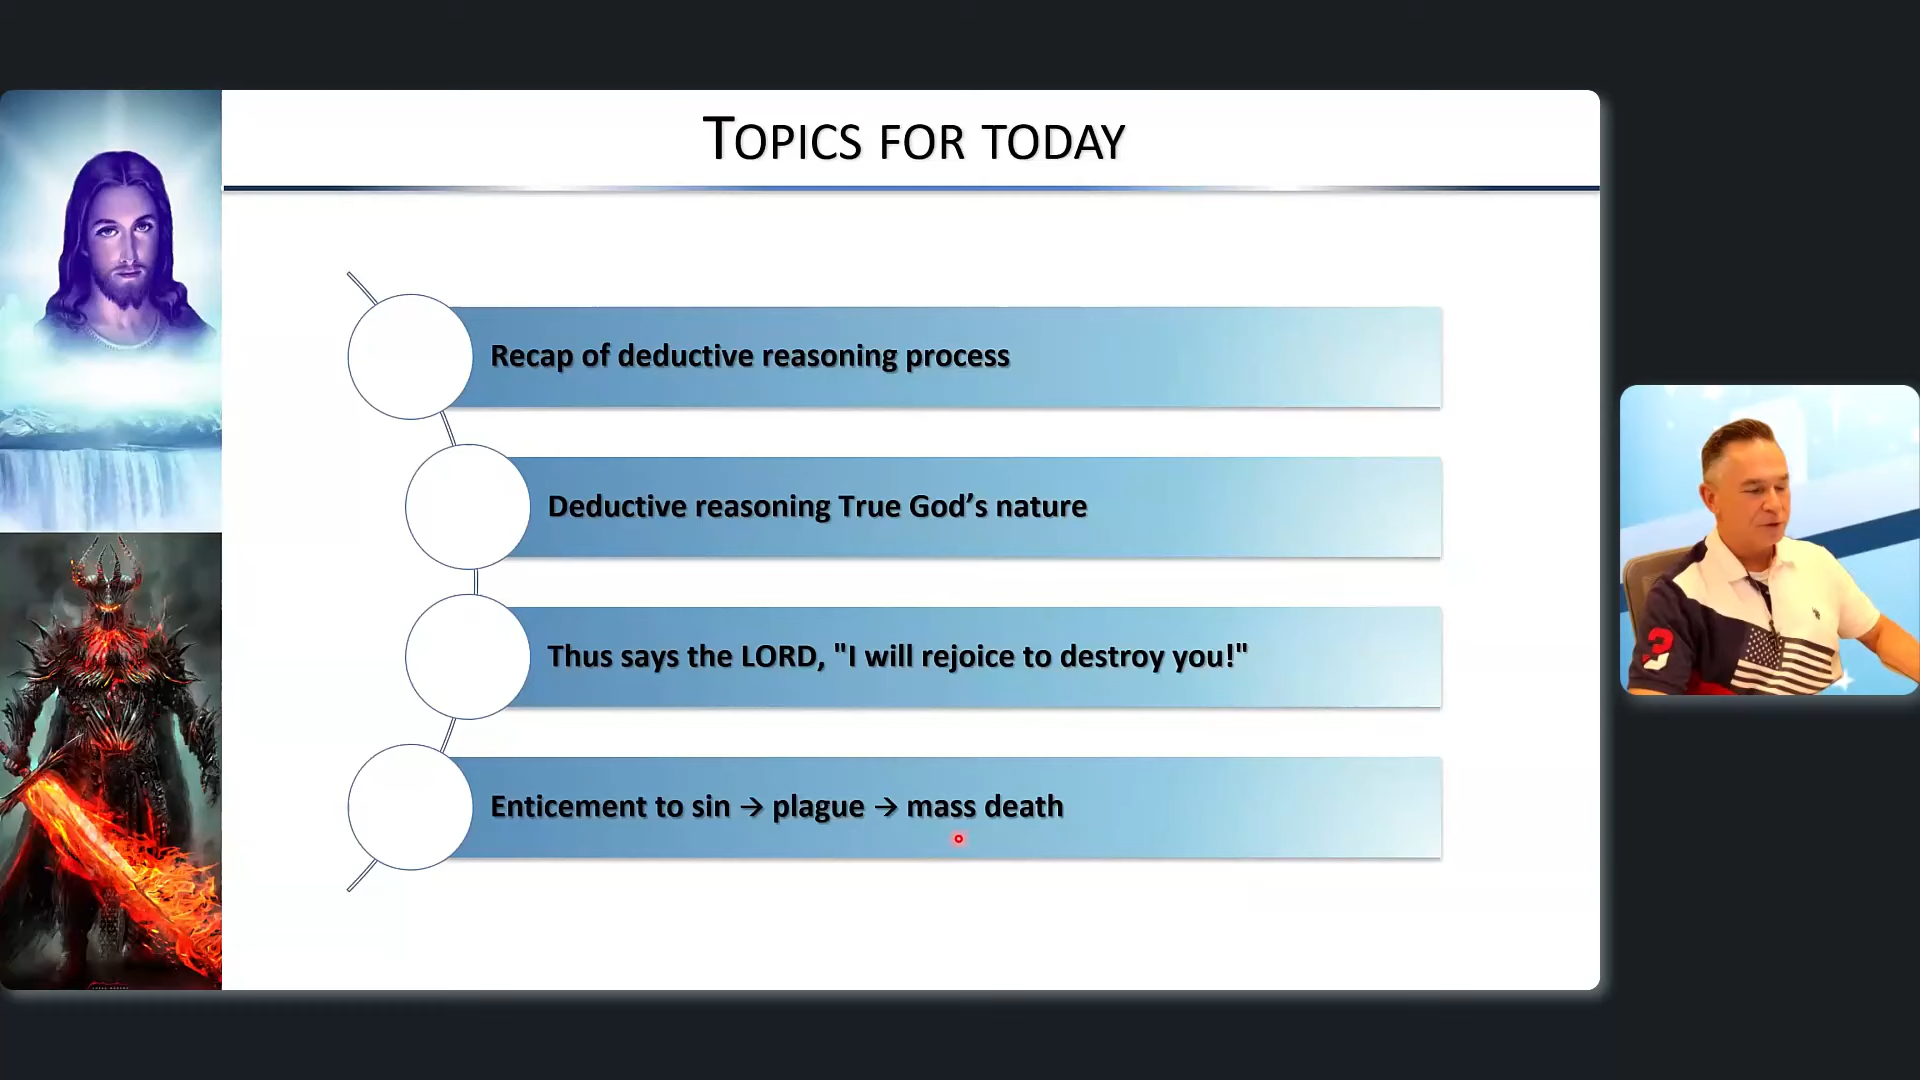 TOPICS FOR TODAY
Recap of deductive reasoning process
Deductive reasoning True God’s nature
Thus says the LORD, "I will rejoice to destroy you!"
Enticement to sin → plague → mass death
3